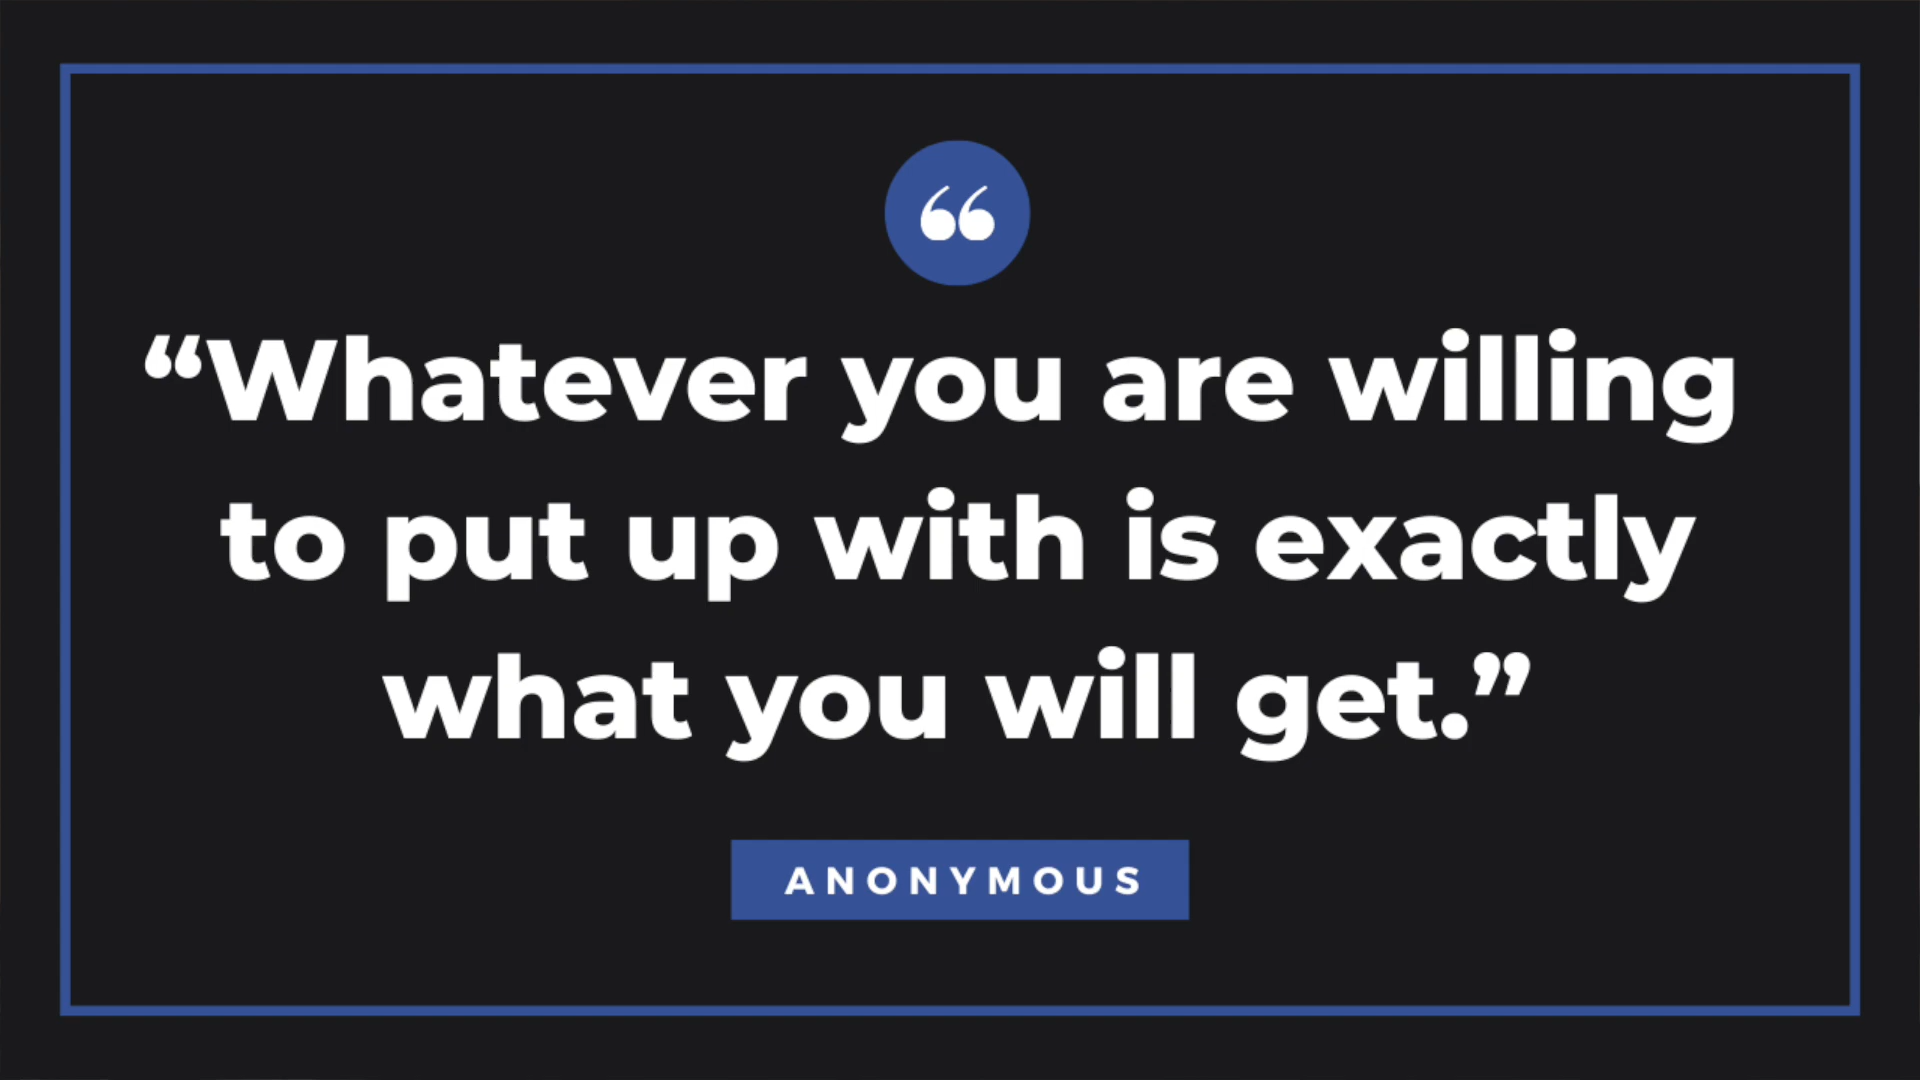 “Whatever you are willing
to put up with is exactly
what you will get.”
ANONYMOUS